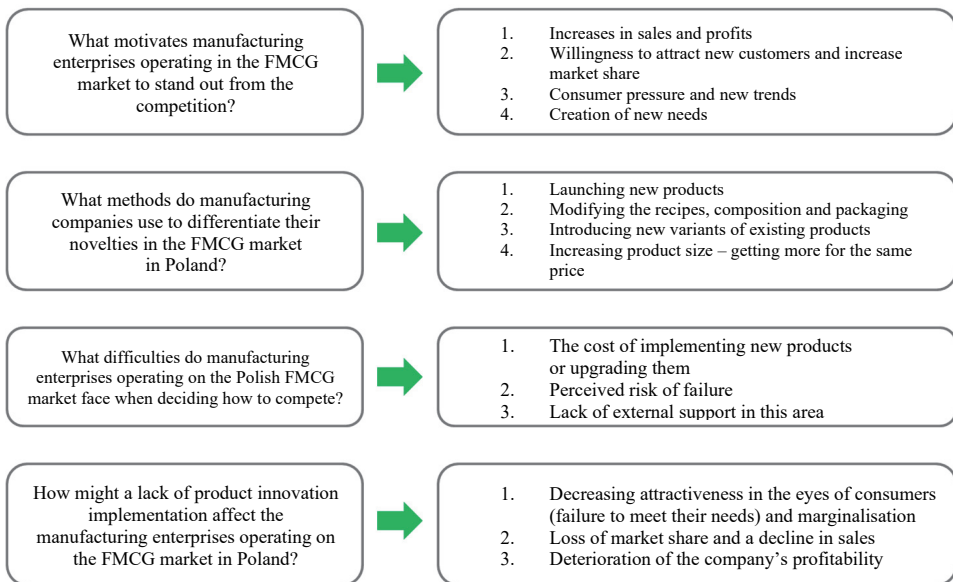 What motivates manufacturing
enterprises operating in the FMCG
market to stand out from the
competition?
1. Increases in sales and profits
2. Willingness to attract new customers and increase
market share
3. Consumer pressure and new trends
4. Creation of new needs
What methods do manufacturing
companies use to differentiate their
novelties in the FMCG market
in Poland?
1. Launching new products
2. Modifying the recipes, composition and packaging
3. Introducing new variants of existing products
4. Increasing product size – getting more for the same
price
What difficulties do manufacturing
enterprises operating on the Polish FMCG
market face when deciding how to compete?
1. The cost of implementing new products
or upgrading them
2. Perceived risk of failure
3. Lack of external support in this area
How might a lack of product innovation
implementation affect the
manufacturing enterprises operating on
the FMCG market in Poland?
1. Decreasing attractiveness in the eyes of consumers
(failure to meet their needs) and marginalisation
2. Loss of market share and a decline in sales
3. Deterioration of the company's profitability